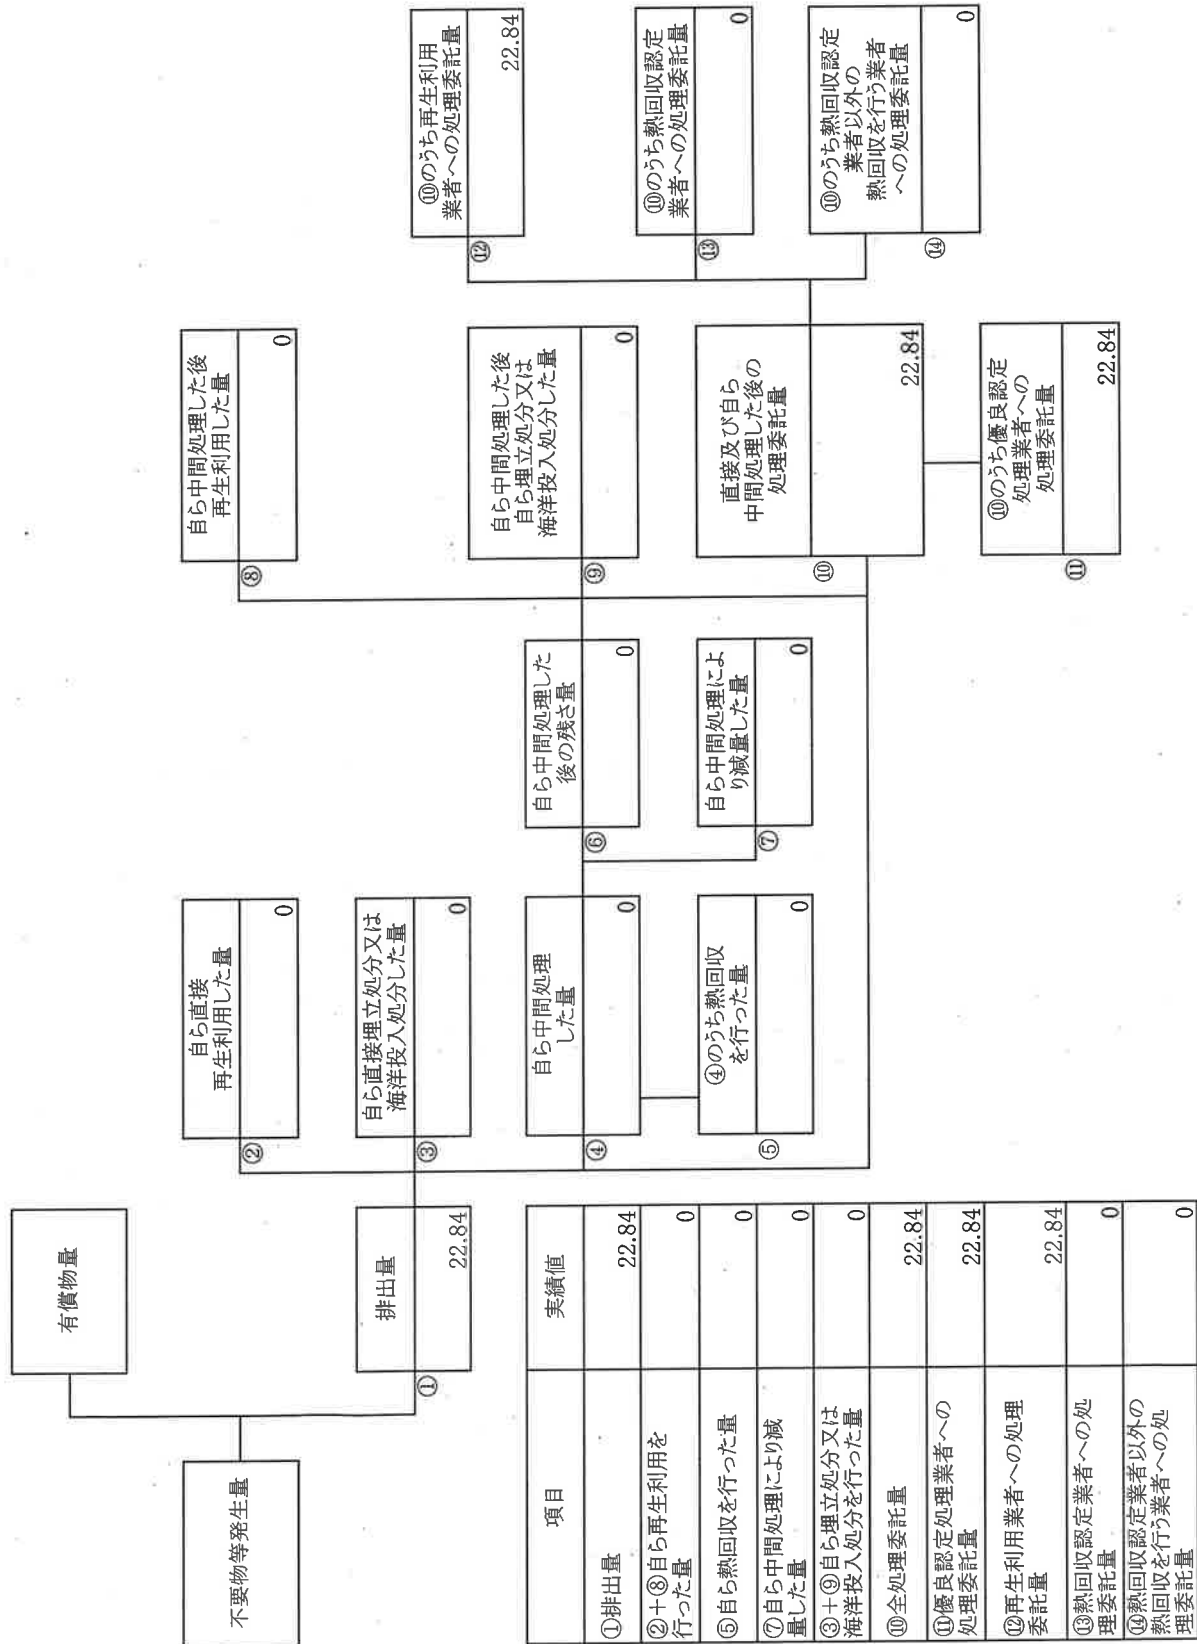 不要物等発生量
有償物量
①
排出量
22.84
②
自ら直接
再生利用した量
0
③
自ら直接埋立処分又は
海洋投入処分した量
0
④
自ら中間処理
した量
0
⑤
④のうち熱回収
を行った量
0
⑥
自ら中間処理した
後の残さ量
0
⑦
自ら中間処理によ
り減量した量
0
⑧
自ら中間処理した後
再生利用した量
0
⑨
自ら中間処理した後
自ら埋立処分又は
海洋投入処分した量
0
⑩
直接及び自ら
中間処理した後の
処理委託量
22.84
⑪
⑩のうち優良認定
処理業者への
処理委託量
22.84
⑫
⑩のうち再生利用
業者への処理委託量
22.84
⑬
⑩のうち熱回収認定
業者への処理委託量
0
⑭
⑩のうち熱回収認定
業者以外の
熱回収を行う業者
への処理委託量
0
項目 実績値
①排出量 22.84
②+⑧自ら再生利用を
行った量 0
⑤自ら熱回収を行った量 0
⑦自ら中間処理により減
量した量 0
③+⑨自ら埋立処分又は
海洋投入処分を行った量 0
⑩全処理委託量 22.84
⑪優良認定処理業者への
処理委託量 22.84
⑫再生利用業者への処理
委託量 22.84
⑬熱回収認定業者への処
理委託量 0
⑭熱回収認定業者以外の
熱回収を行う業者への処
理委託量 0